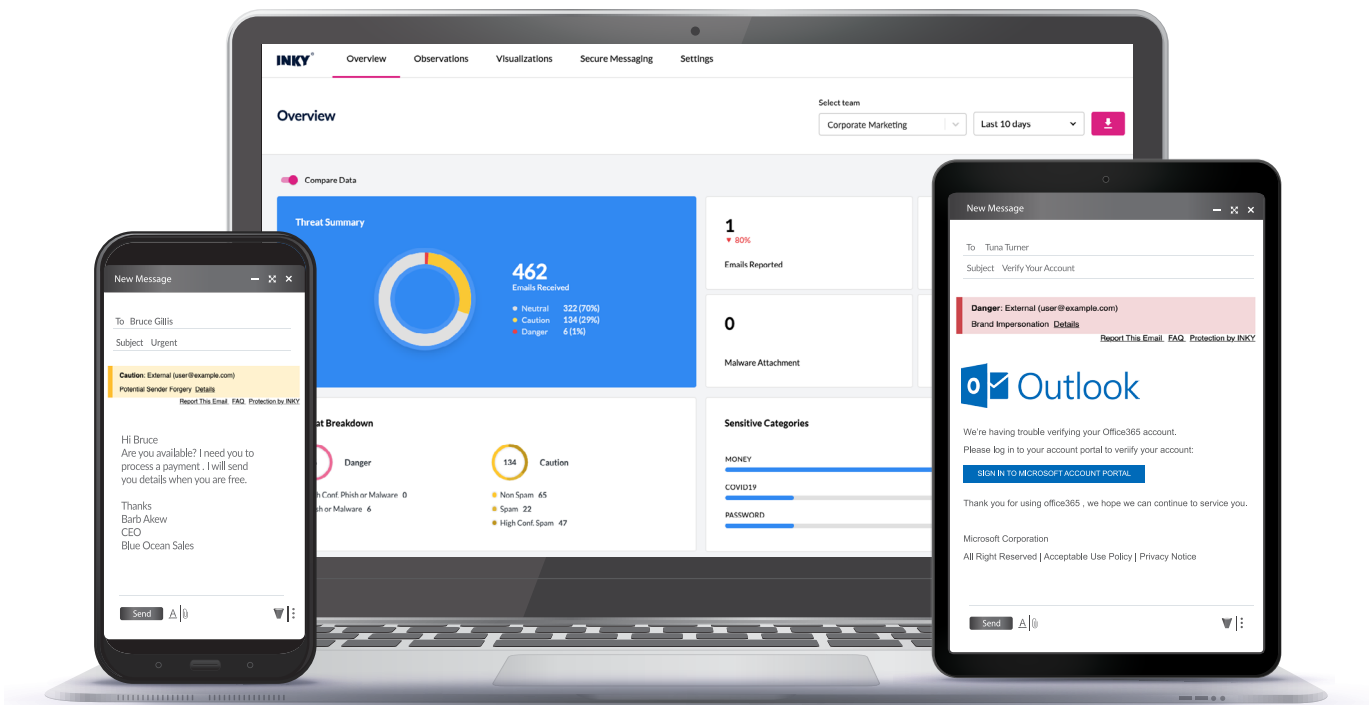 INKY®
Overview
Observations
Visualizations
Secure Messaging
Settings
Overview
Select team
Corporate Marketing
Last 10 days
Compare Data
Threat Summary
462
Emails Received
Neutral 322 (70%)
Caution 134 (29%)
Danger 6 (1%)
1
▼ 80%
Emails Reported
0
Malware Attachment
at Breakdown
Danger
h Conf. Phish or Malware 0
sh or Malware 6
134
Caution
Non Spam 65
Spam 22
High Conf. Spam 47
Sensitive Categories
MONEY
COVID19
PASSWORD
New Message
To Bruce Gillis
Subject Urgent
Caution: External (user@example.com)
Potential Sender Forgery Details
Report This Email FAQ Protection by INKY
Hi Bruce
Are you available? I need you to
process a payment . I will send
you details when you are free.
Thanks
Barb Akew
CEO
Blue Ocean Sales
Send A
New Message
To Tuna Turner
Subject Verify Your Account
Danger: External (user@example.com)
Brand Impersonation Details
Report This Email FAQ Protection by INKY
Outlook
We're having trouble verifying your Office365 account.
Please log in to your account portal to veriify your account:
SIGN IN TO MICROSOFT ACCOUNT PORTAL
Thank you for using office365 , we hope we can continue to service you.
Microsoft Corporation
All Right Reserved | Acceptable Use Policy | Privacy Notice
Send A